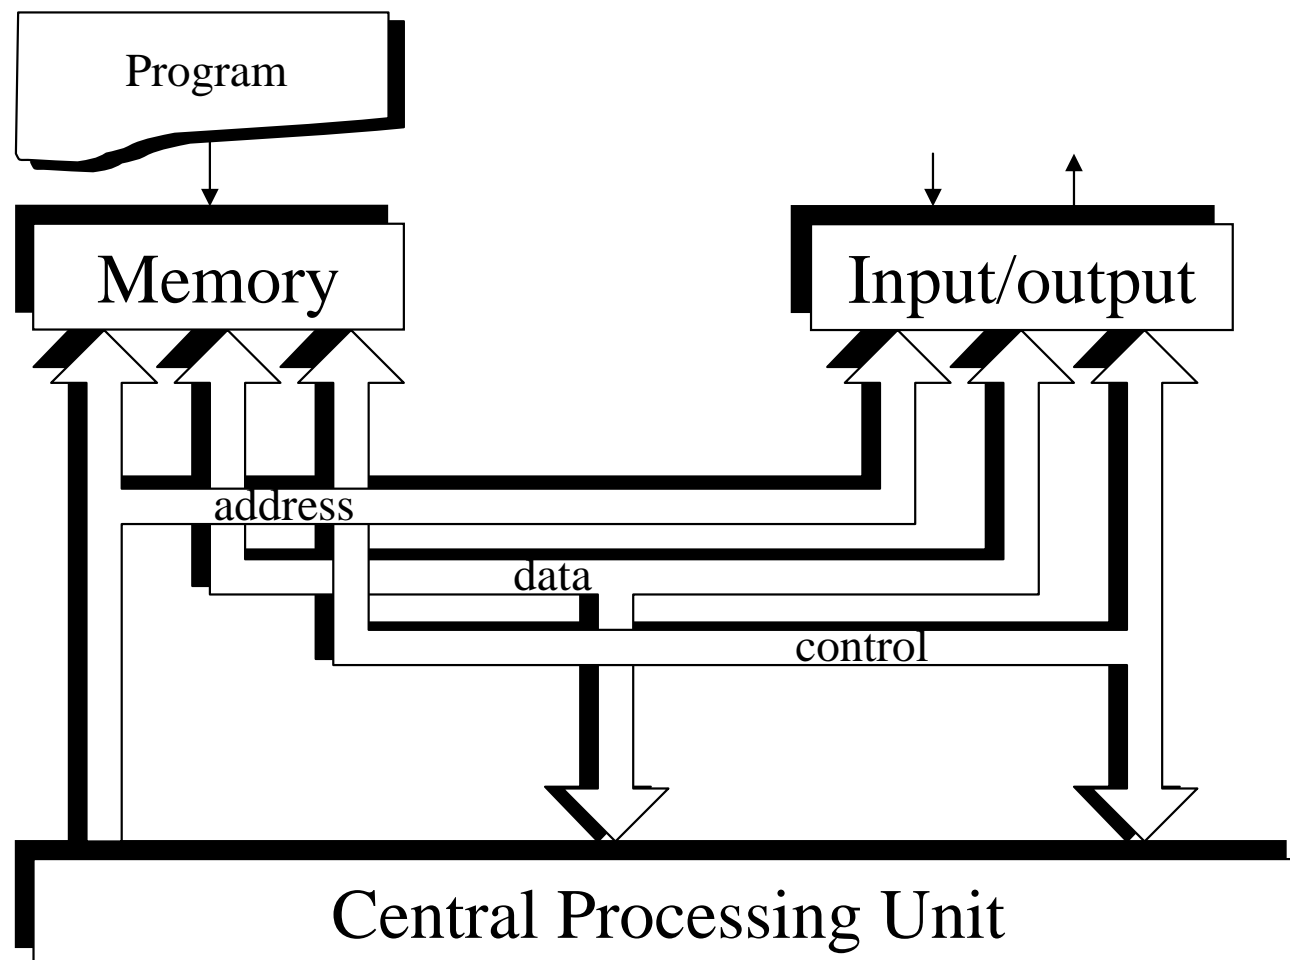 Program
Memory
Input/output
address
data
control
Central Processing Unit